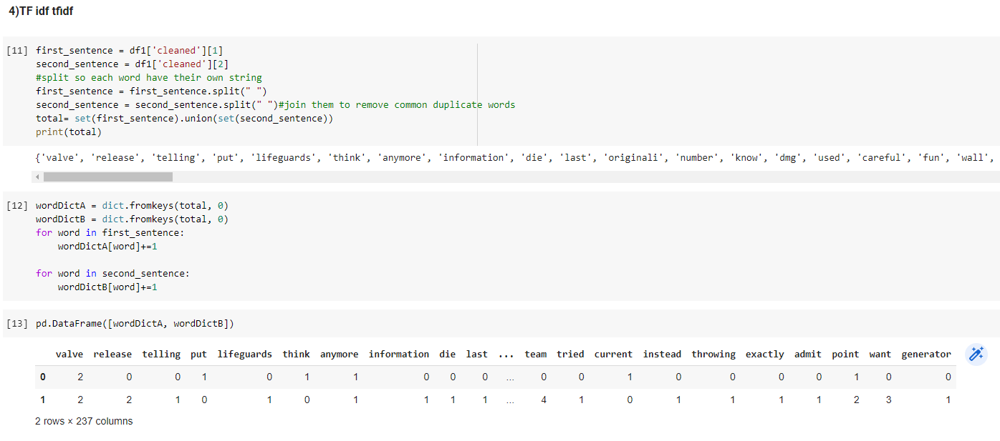 4)TF idf tfidf
[11] first_sentence = df1['cleaned'][1]
second_sentence = df1['cleaned'][2]
#split so each word have their own string
first_sentence = first_sentence.split(" ")
second_sentence = second_sentence.split(" ")#join them to remove common duplicate words
total= set(first_sentence).union(set(second_sentence))
print(total)
{'valve', 'release', 'telling', 'put', 'lifeguards', 'think', 'anymore', 'information', 'die', 'last', 'originali', 'number', 'know', 'dmg', 'used', 'careful', 'fun', 'wall',
[12] wordDictA = dict.fromkeys(total, 0)
wordDictB = dict.fromkeys(total, 0)
for word in first_sentence:
    wordDictA[word]+=1
for word in second_sentence:
    wordDictB[word]+=1
[13] pd.DataFrame([wordDictA, wordDictB])
valve release telling put lifeguards think anymore information die last ... team tried current instead throwing exactly admit point want generator
0 2 0 0 1 0 1 1 0 0 0 ... 0 0 1 0 0 0 0 1 0 0
1 2 2 1 0 1 0 1 1 1 1 ... 4 1 0 1 1 1 1 2 3 1
2 rows × 237 columns